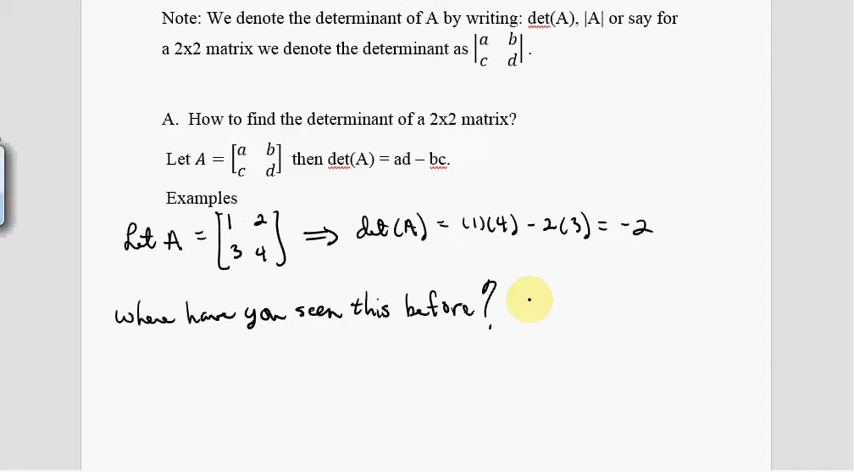 Note: We denote the determinant of A by writing: det(A), |A| or say for
a 2x2 matrix we denote the determinant as |a b c d|.
A. How to find the determinant of a 2x2 matrix?
Let A = [a b c d] then det(A) = ad – bc.
Examples
Let A = [1 2 3 4] ⇒ det(A) = (1)(4) - 2(3) = -2
where have you seen this before?